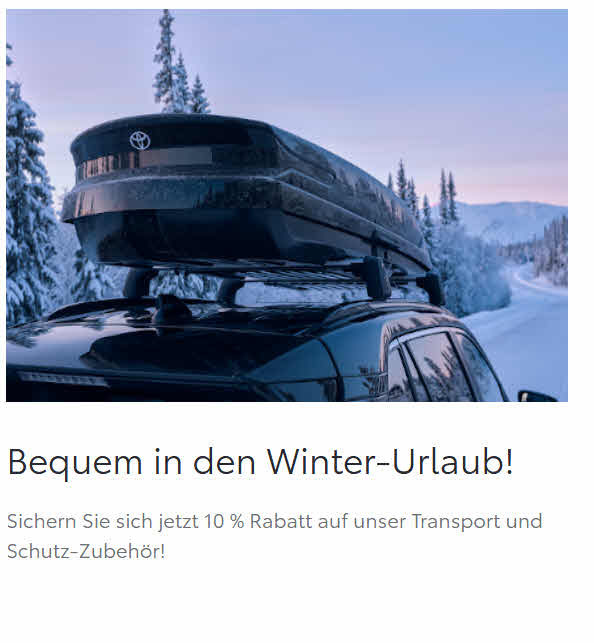 Bequem in den Winter-Urlaub!
Sichern Sie sich jetzt 10 % Rabatt auf unser Transport und
Schutz-Zubehör!